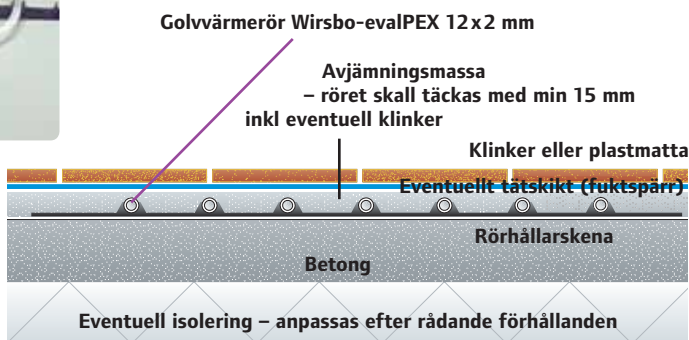 Golvvärmerör Wirsbo-evalPEX 12x2 mm
Avjämningsmassa
– röret skall täckas med min 15 mm
inkl eventuell klinker
Klinker eller plastmatta
Eventuellt tätskikt (fuktspärr)
Rörhållarskena
Betong
Eventuell isolering – anpassas efter rådande förhållanden